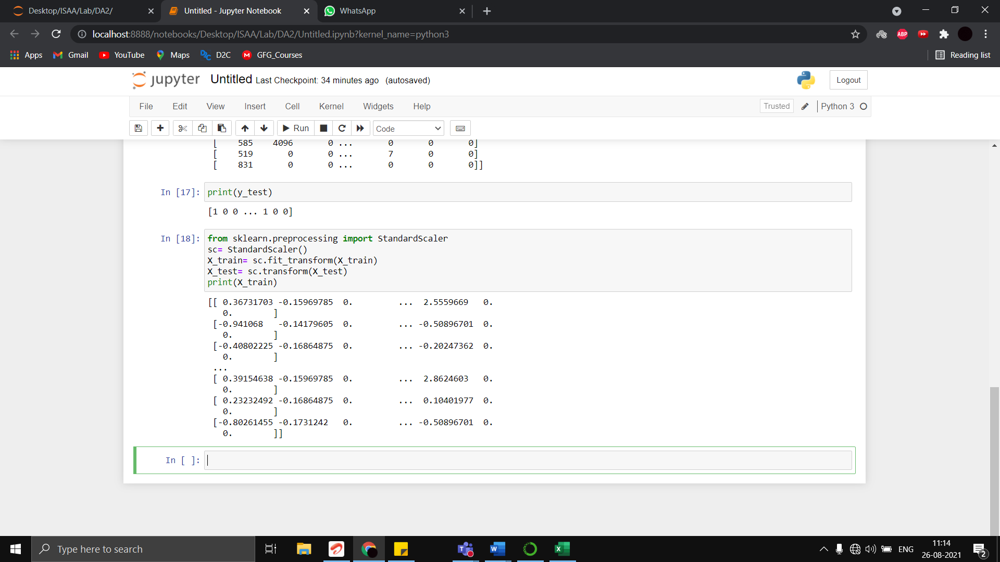 Desktop/ISAA/Lab/DA2/
Untitled - Jupyter Notebook
WhatsApp
localhost:8888/notebooks/Desktop/ISAA/Lab/DA2/Untitled.ipynb?kernel_name=python3
ABP
Apps Gmail YouTube Maps D2C GFG_Courses Reading list
jupyter Untitled Last Checkpoint: 34 minutes ago (autosaved) Logout
File Edit View Insert Cell Kernel Widgets Help Trusted Python 3
Run Code
[ 585 4096 0 ... 0 0 0]
[ 519 0 0 ... 7 0 0]
[ 831 0 0 ... 0 0 0]]
In [17]: print(y_test)
[1 0 0 ... 1 0 0]
In [18]: from sklearn.preprocessing import StandardScaler
sc= StandardScaler()
X_train= sc.fit_transform(X_train)
X_test= sc.transform(X_test)
print(X_train)
[[ 0.36731703 -0.15969785 0. ... 2.5559669 0.
0. ]
[-0.941068 -0.14179605 0. ... -0.50896701 0.
0. ]
[-0.40802225 -0.16864875 0. ... -0.20247362 0.
0. ]
...
[ 0.39154638 -0.15969785 0. ... 2.8624603 0.
0. ]
[ 0.23232492 -0.16864875 0. ... 0.10401977 0.
0. ]
[-0.80261455 -0.1731242 0. ... -0.50896701 0.
0. ]]
In [ ]:
Type here to search
ENG
11:14
26-08-2021
2